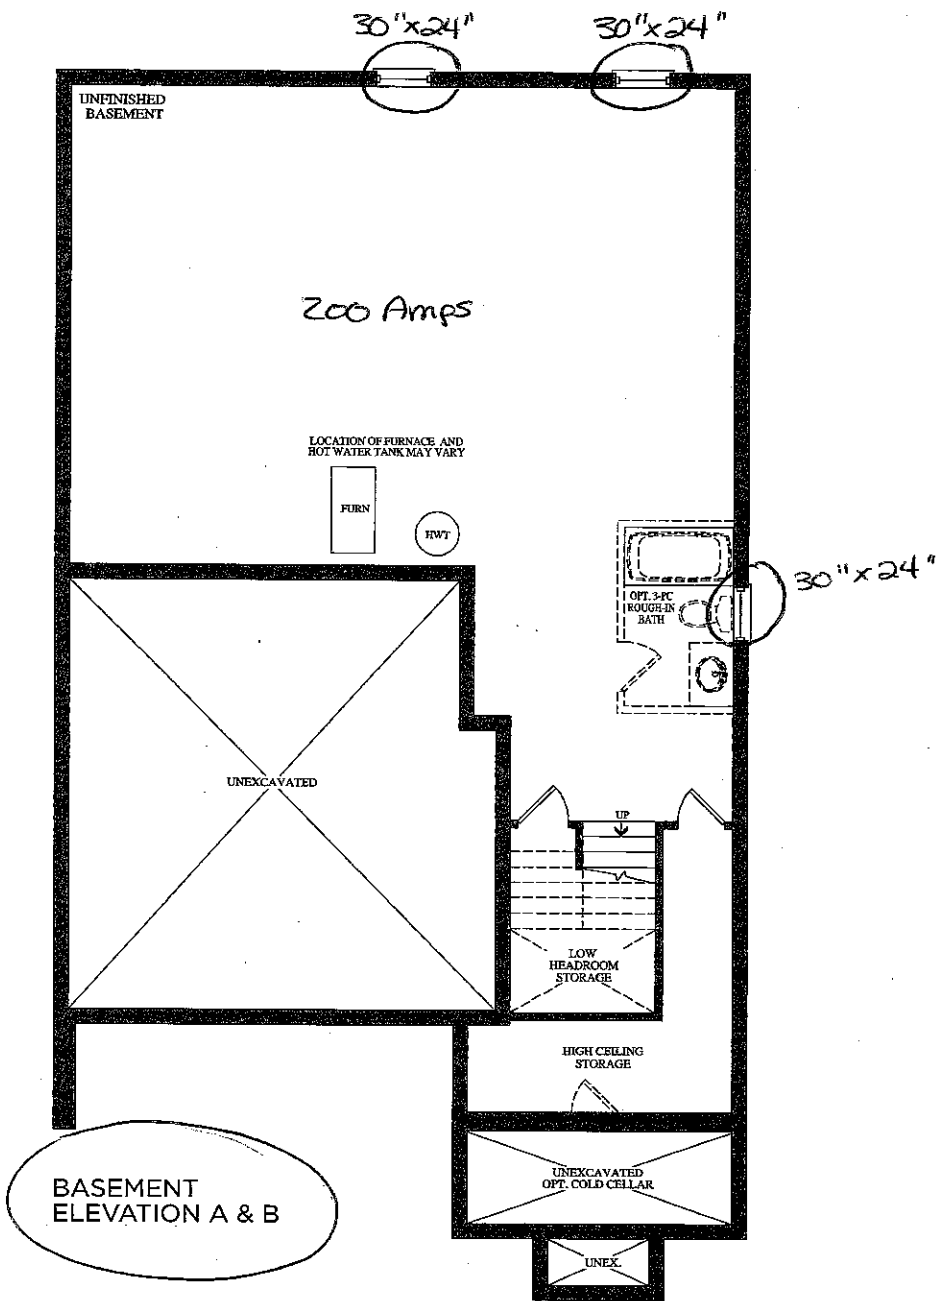 30"x24"
30"x24"
UNFINISHED
BASEMENT
200 Amps
LOCATION OF FURNACE AND
HOT WATER TANK MAY VARY
FURN
HWT
30"x24"
OPT. 3-PC
ROUGH-IN
BATH
UNEXCAVATED
UP
LOW
HEADROOM
STORAGE
HIGH CEILING
STORAGE
UNEXCAVATED
OPT. COLD CELLAR
BASEMENT
ELEVATION A & B
UNEX.